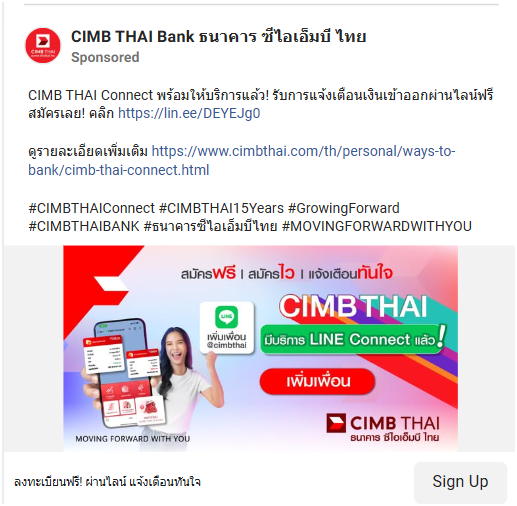 CIMB THAI
CIMB THAI Bank ธนาคาร ซีไอเอ็มบี ไทย
Sponsored
CIMB THAI Connect พร้อมให้บริการแล้ว! รับการแจ้งเตือนเงินเข้าออกผ่านไลน์ฟรี
สมัครเลย! คลิก https://lin.ee/DEYEJg0
ดูรายละเอียดเพิ่มเติม https://www.cimbthai.com/th/personal/ways-to-
bank/cimb-thai-connect.html
#CIMBTHAIConnect #CIMBTHAI15Years #GrowingForward
#CIMBTHAIBANK #ธนาคารซีไอเอ็มบีไทย #MOVINGFORWARDWITHYOU
สมัครฟรี | สมัครไว | แจ้งเตือนทันใจ
LINE
เพิ่มเพื่อน
@cimbthai
CIMB THAI
มีบริการ LINE Connect แล้ว!
เพิ่มเพื่อน
MOVING FORWARD WITH YOU
CIMB THAI
ธนาคาร ซีไอเอ็มบี ไทย
ลงทะเบียนฟรี! ผ่านไลน์ แจ้งเตือนทันใจ
Sign Up